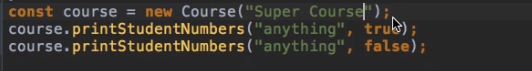 const course = new Course("Super Course");
course.printStudentNumbers("anything", true);
course.printStudentNumbers("anything", false);